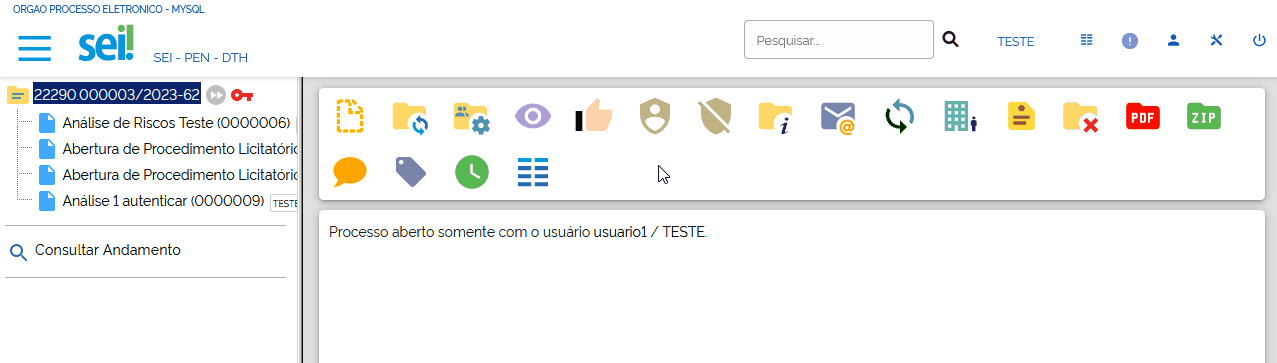 ORGAO PROCESSO ELETRONICO - MYSQL
sei!
SEI - PEN - DTH
Pesquisar...
TESTE
22290.000003/2023-62
Análise de Riscos Teste (0000006)
Abertura de Procedimento Licitatóric
Abertura de Procedimento Licitatóric
Análise 1 autenticar (0000009) TESTE
Consultar Andamento
i
@
PDF
ZIP
Processo aberto somente com o usuário usuario1 / TESTE.